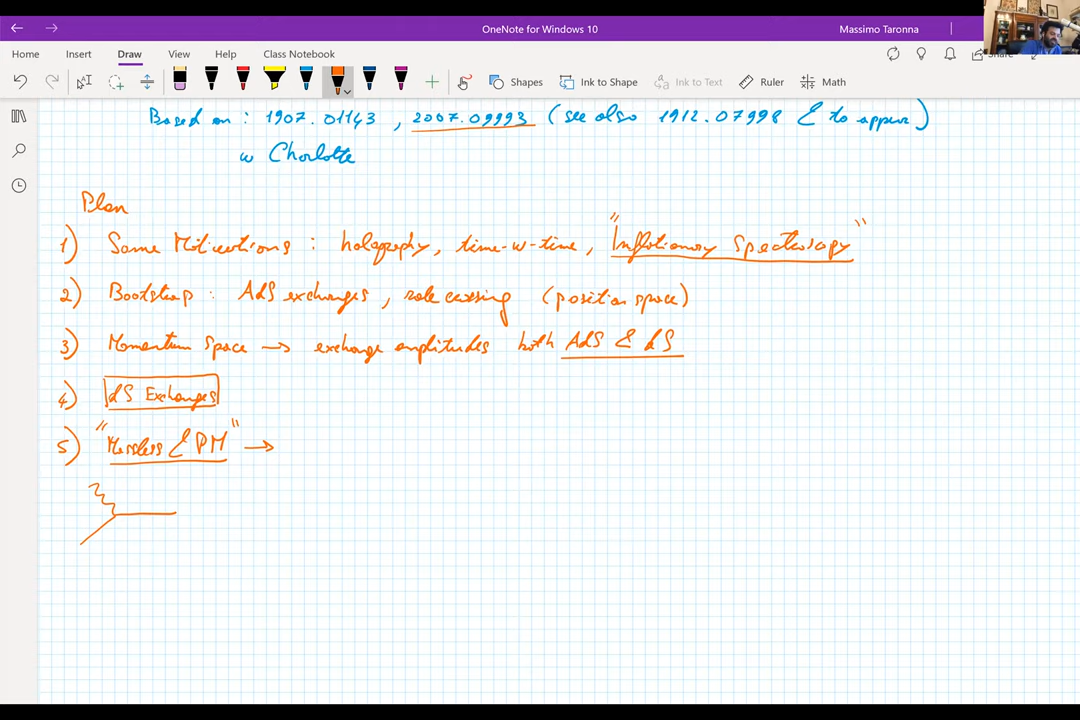 OneNote for Windows 10
Massimo Taronna
Home Insert Draw View Help Class Notebook
Share
Shapes Ink to Shape Ink to Text Ruler Math
Based on : 1907.01143 , 2007.09993 (see also 1912.07998 & to appear)
w Charlotte
Plan
1) Some Motivations : holography, time-w-time, "Inflationary Spectroscopy"
2) Bootstrap : AdS exchanges, scale crossing (position space)
3) Momentum Space → exchange amplitudes both AdS & dS
4) dS Exchanges
5) "Massless & PM" →